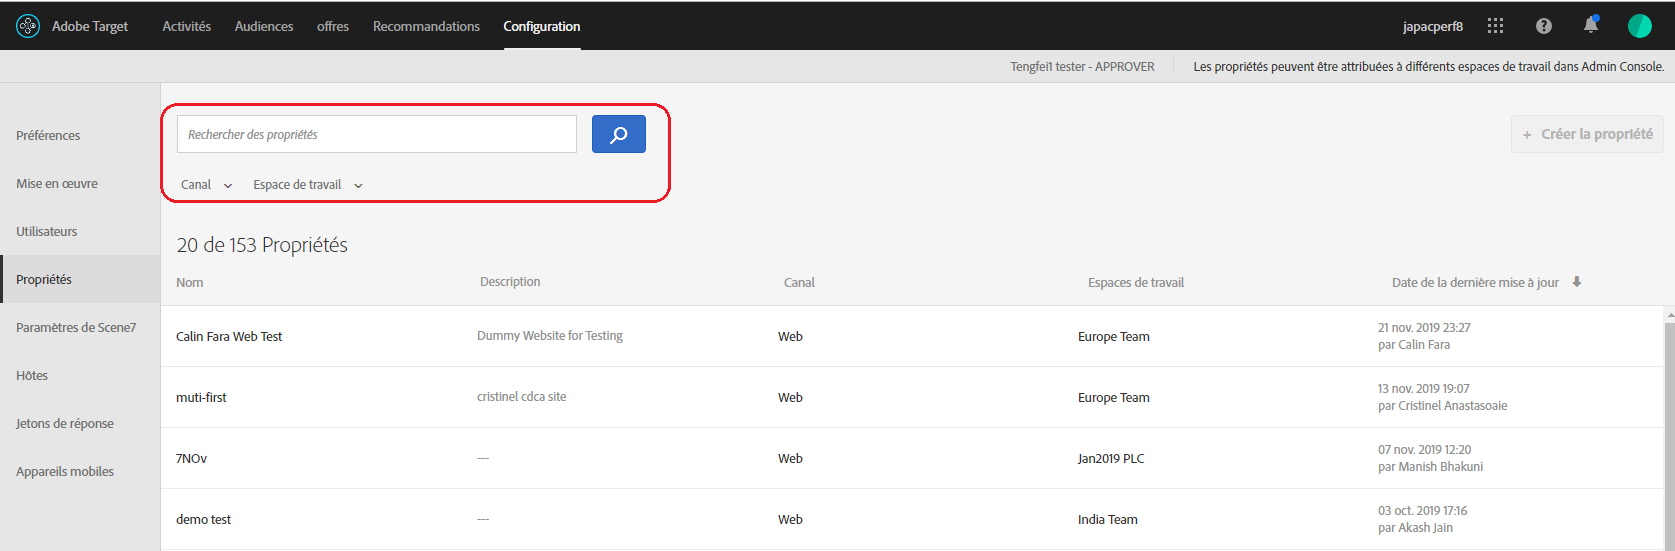 Adobe Target Activités Audiences offres Recommandations Configuration japacperf8
Tengfei1 tester - APPROVER Les propriétés peuvent être attribuées à différents espaces de travail dans Admin Console.
Préférences
Mise en œuvre
Utilisateurs
Propriétés
Paramètres de Scene7
Hôtes
Jetons de réponse
Appareils mobiles
Rechercher des propriétés
+ Créer la propriété
Canal Espace de travail
20 de 153 Propriétés
Nom Description Canal Espaces de travail Date de la dernière mise à jour
Calin Fara Web Test Dummy Website for Testing Web Europe Team 21 nov. 2019 23:27
par Calin Fara
muti-first cristinel cdca site Web Europe Team 13 nov. 2019 19:07
par Cristinel Anastasoaie
7NOv --- Web Jan2019 PLC 07 nov. 2019 12:20
par Manish Bhakuni
demo test --- Web India Team 03 oct. 2019 17:16
par Akash Jain